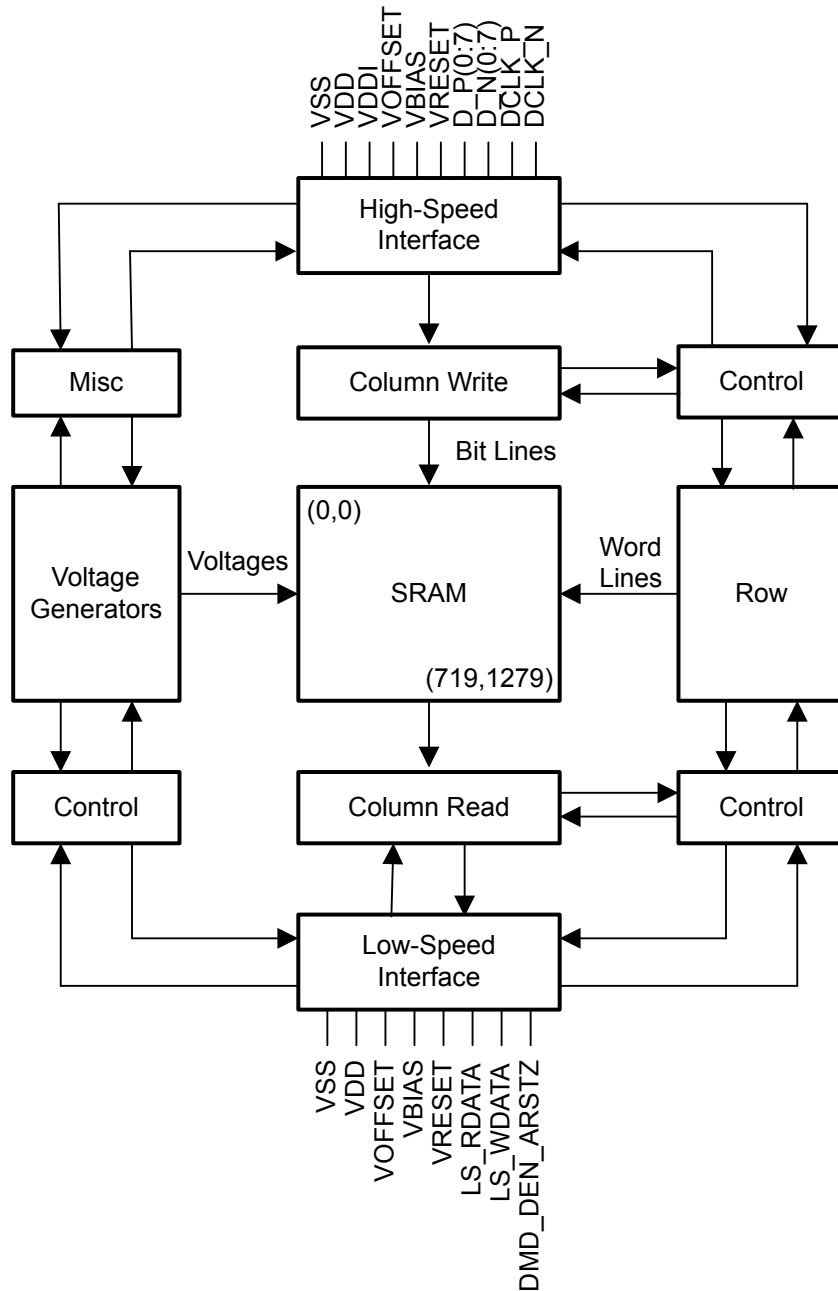 VSS
VDD
VDDI
VOFFSET
VBIAS
VRESET
D_P(0:7)
D_N(0:7)
DCLK_P
DCLK_N
High-Speed
Interface
Misc
Column Write
Control
Bit Lines
(0,0)
Voltages
Word
Lines
Voltage
Generators
SRAM
Row
(719,1279)
Control
Column Read
Control
Low-Speed
Interface
VSS
VDD
VOFFSET
VBIAS
VRESET
LS_RDATA
LS_WDATA
DMD_DEN_ARSTZ